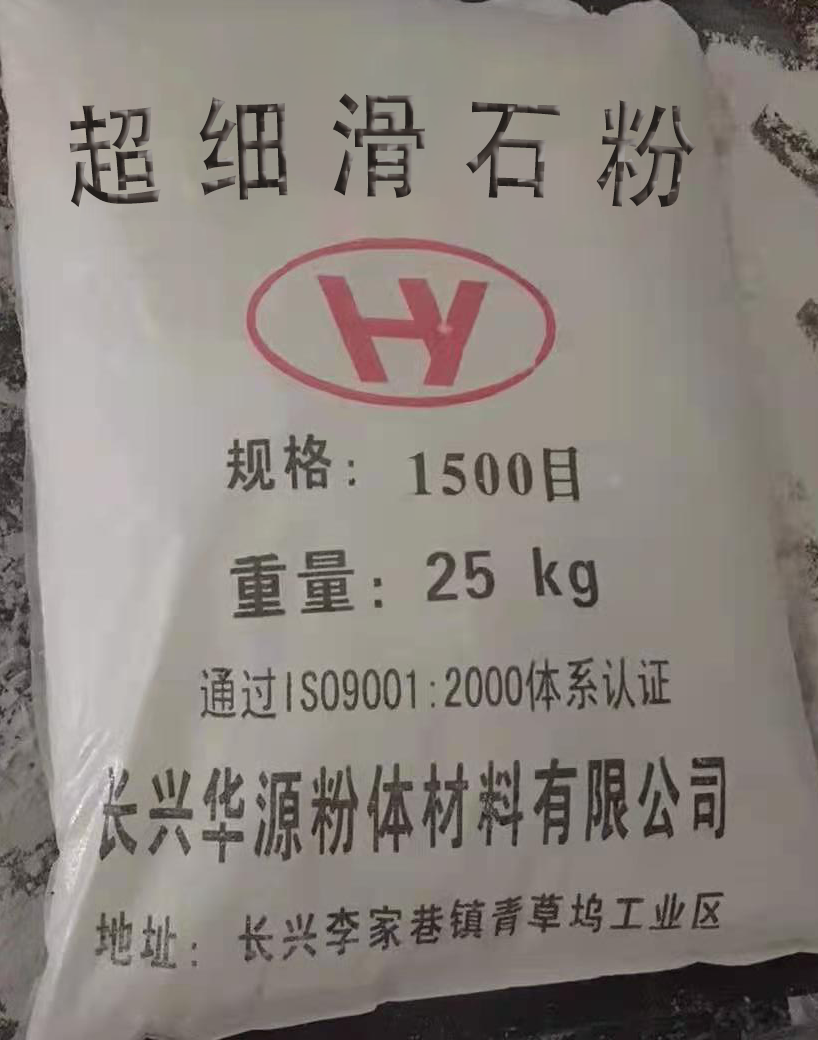 超细滑石粉
HY
规格：1500目
重量：25 kg
通过ISO9001:2000体系认证
长兴华源粉体材料有限公司
地址：长兴李家巷镇青草坞工业区